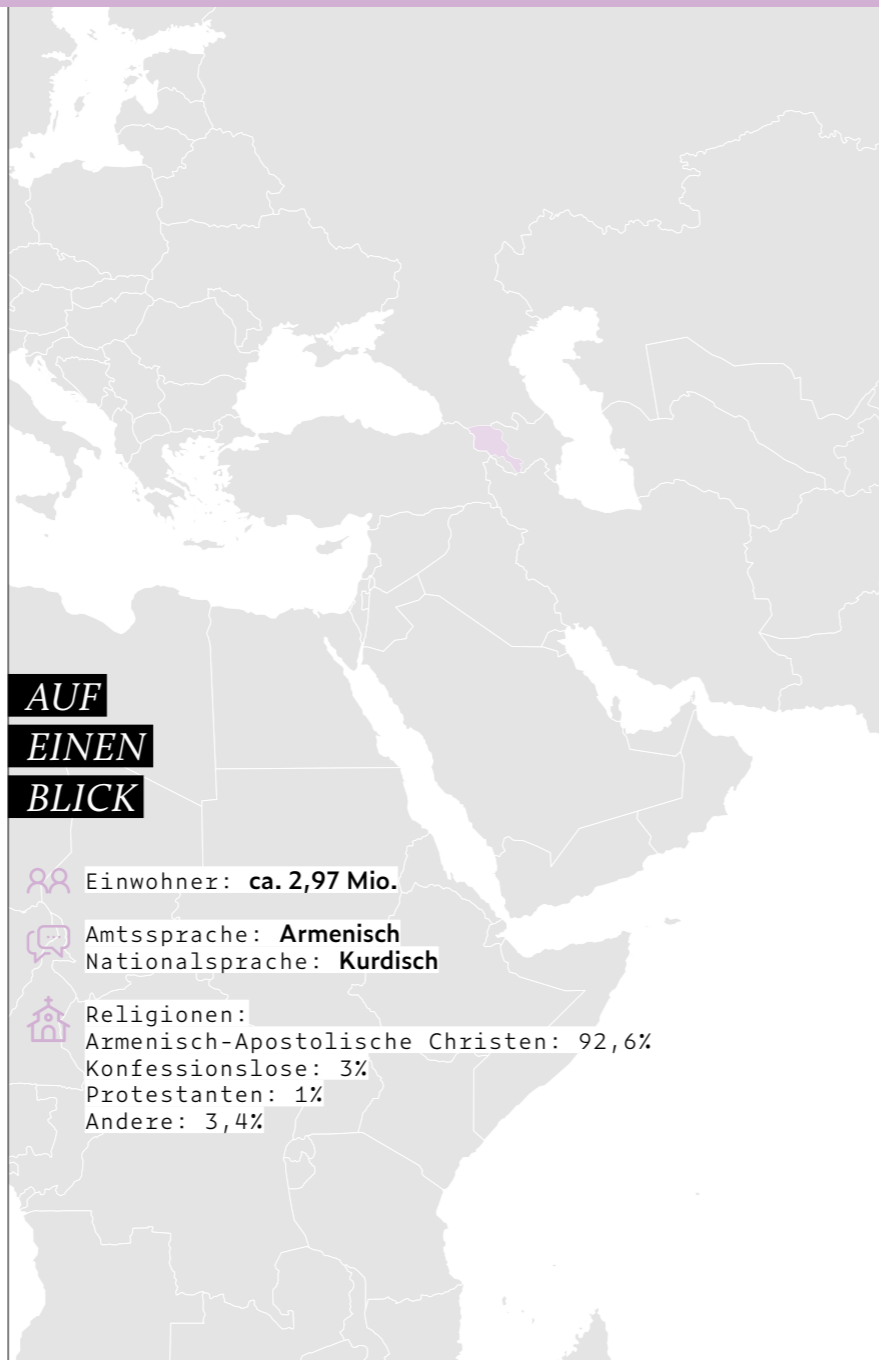 AUF
EINEN
BLICK
Einwohner: ca. 2,97 Mio.
Amtssprache: Armenisch
Nationalsprache: Kurdisch
Religionen:
Armenisch-Apostolische Christen: 92,6%
Konfessionslose: 3%
Protestanten: 1%
Andere: 3,4%